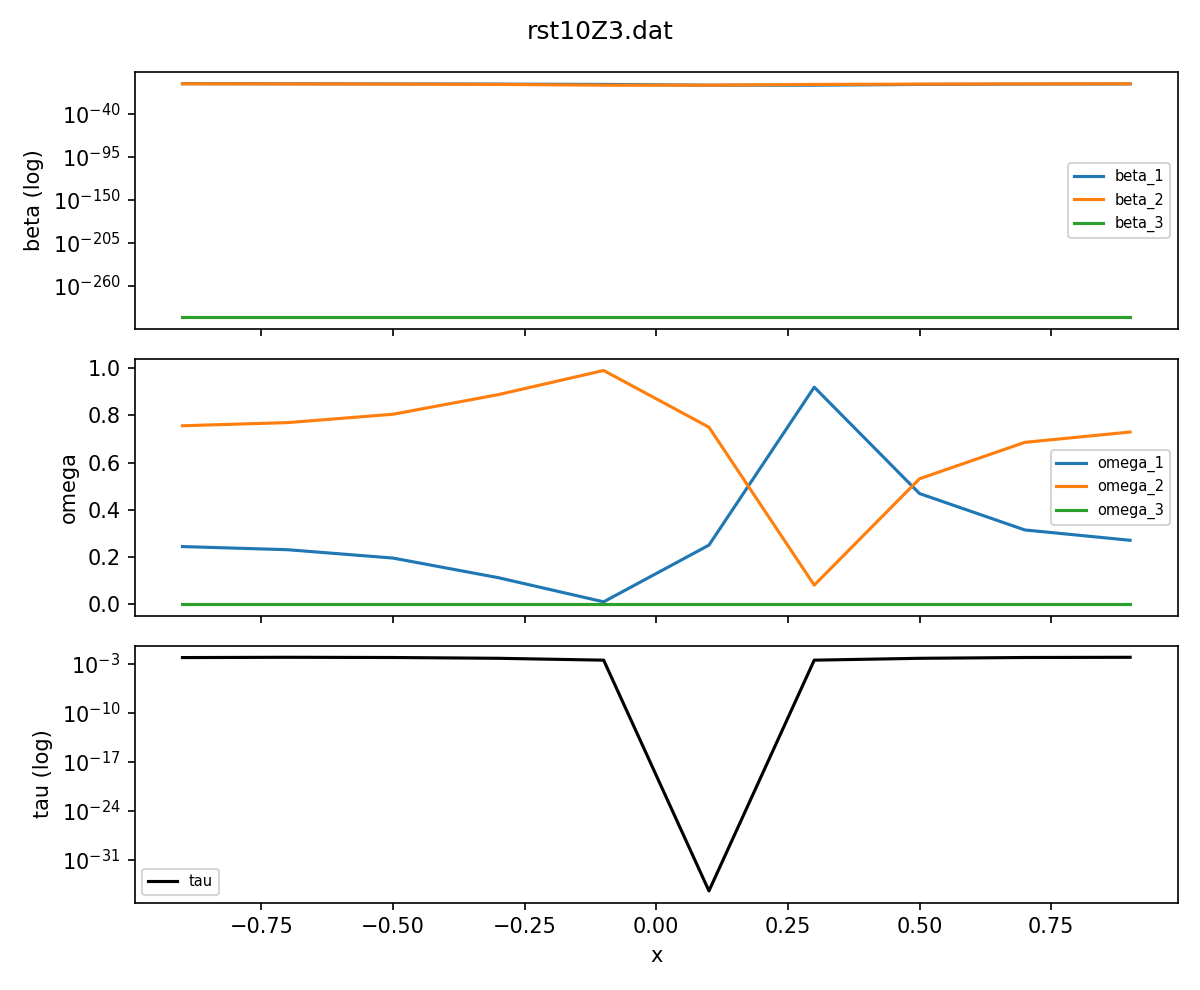 rst10Z3.dat
beta (log)
10^{-40}
10^{-95}
10^{-150}
10^{-205}
10^{-260}
beta_1
beta_2
beta_3
omega
1.0
0.8
0.6
0.4
0.2
0.0
omega_1
omega_2
omega_3
tau (log)
10^{-3}
10^{-10}
10^{-17}
10^{-24}
10^{-31}
tau
−0.75 −0.50 −0.25 0.00 0.25 0.50 0.75
x